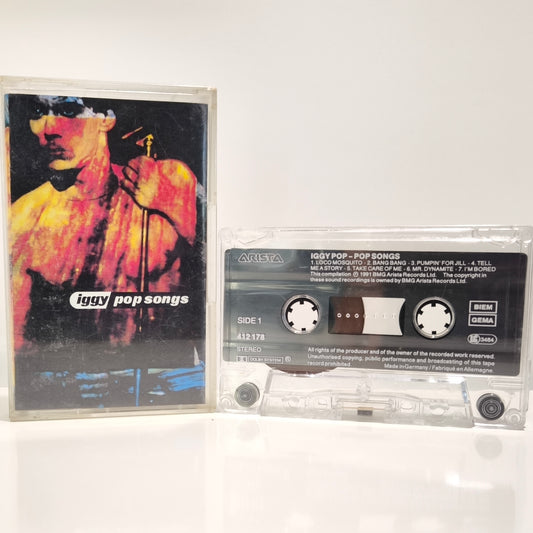 iggy pop songs
ARISTA
IGGY POP – POP SONGS
1. LOCO MOSQUITO - 2. BANG BANG - 3. PUMPIN' FOR JILL - 4. TELL
ME A STORY - 5. TAKE CARE OF ME - 6. MR. DYNAMITE - 7. I'M BORED
This compilation ℗ 1991 BMG Arista Records Ltd. The copyright in
these sound recordings is owned by BMG Arista Records Ltd.
SIDE 1
412 178
STEREO
DOLBY SYSTEM
BIEM
GEMA
All rights of the producer and of the owner of the recorded work reserved.
Unauthorised copying, public performance and broadcasting of this tape
record prohibited
Made in Germany / Fabriqué en Allemagne.